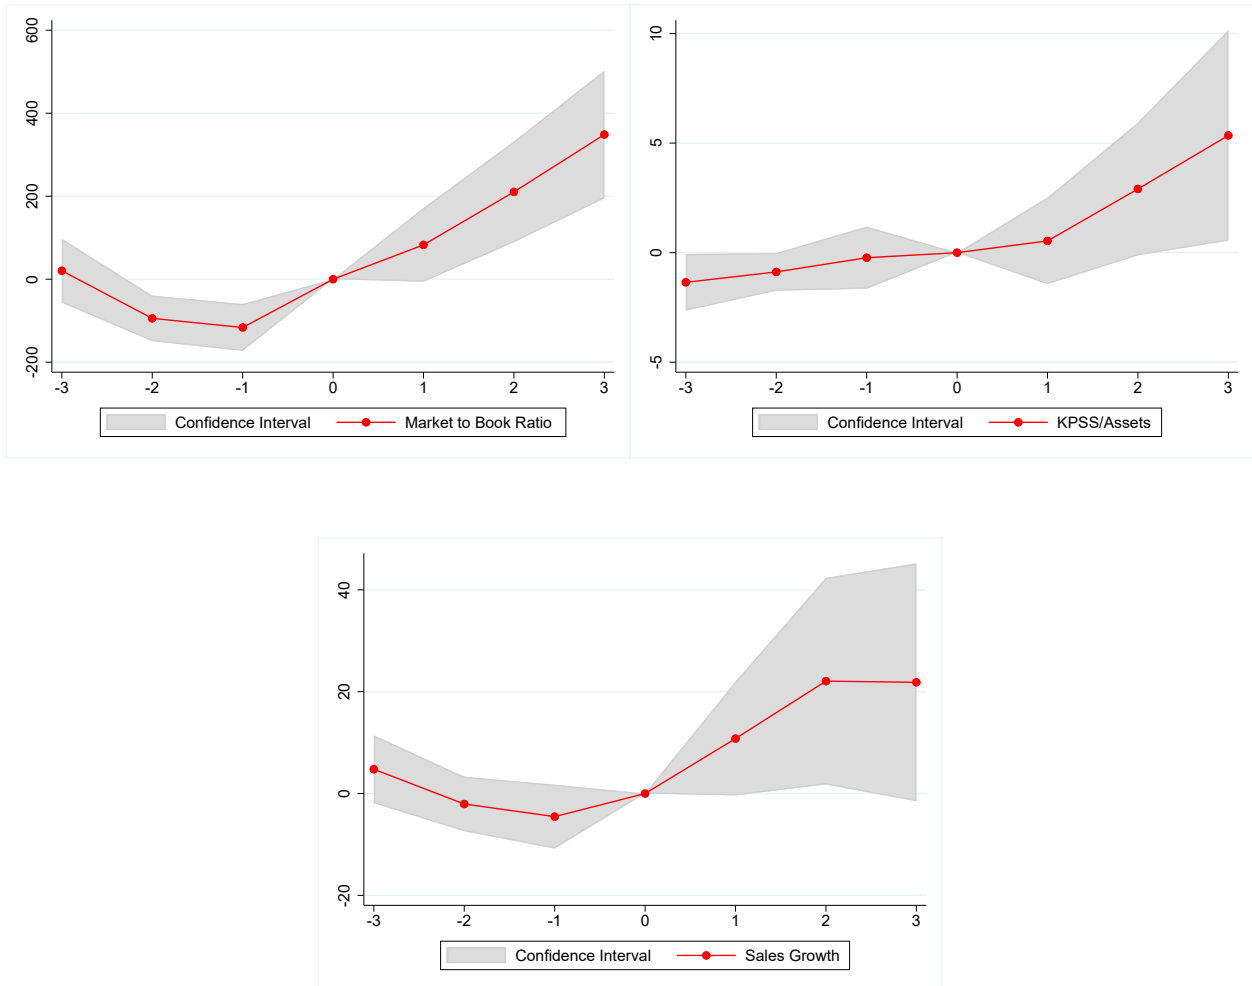 600
400
200
0
-200
-3 -2 -1 0 1 2 3
Confidence Interval Market to Book Ratio
10
5
0
-5
-3 -2 -1 0 1 2 3
Confidence Interval KPSS/Assets
40
20
0
-20
-3 -2 -1 0 1 2 3
Confidence Interval Sales Growth